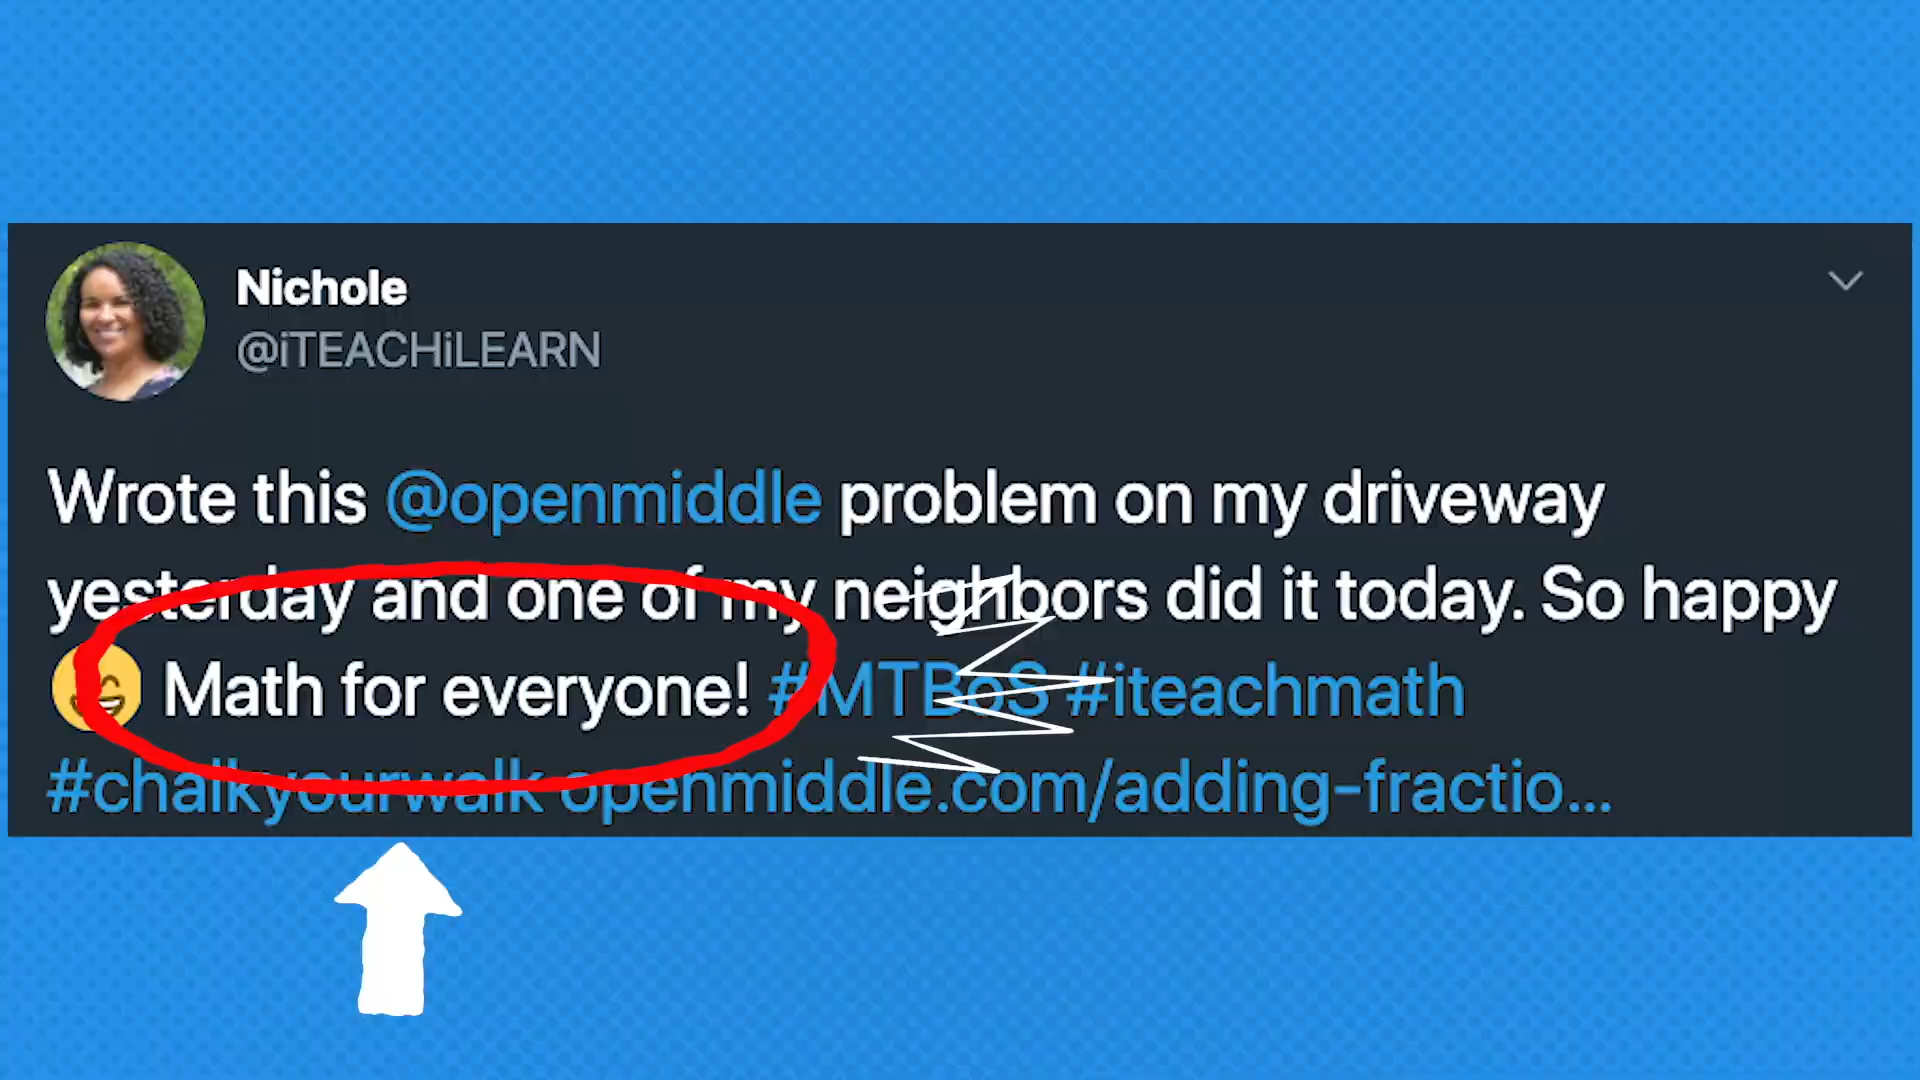 Nichole
@iTEACHiLEARN
Wrote this @openmiddle problem on my driveway
yesterday and one of my neighbors did it today. So happy
😄 Math for everyone! #MTBoS #iteachmath
#chalkyourwalk openmiddle.com/adding-fractio...